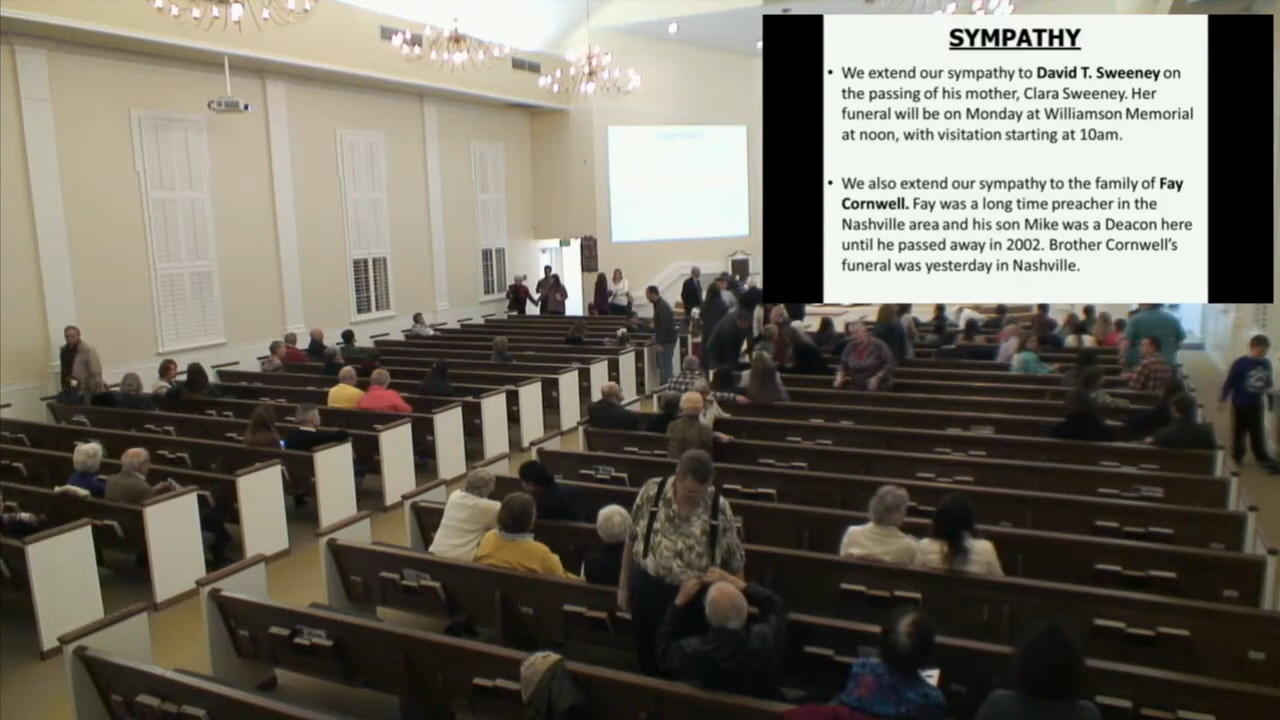 SYMPATHY
• We extend our sympathy to David T. Sweeney on
the passing of his mother, Clara Sweeney. Her
funeral will be on Monday at Williamson Memorial
at noon, with visitation starting at 10am.
• We also extend our sympathy to the family of Fay
Cornwell. Fay was a long time preacher in the
Nashville area and his son Mike was a Deacon here
until he passed away in 2002. Brother Cornwell's
funeral was yesterday in Nashville.